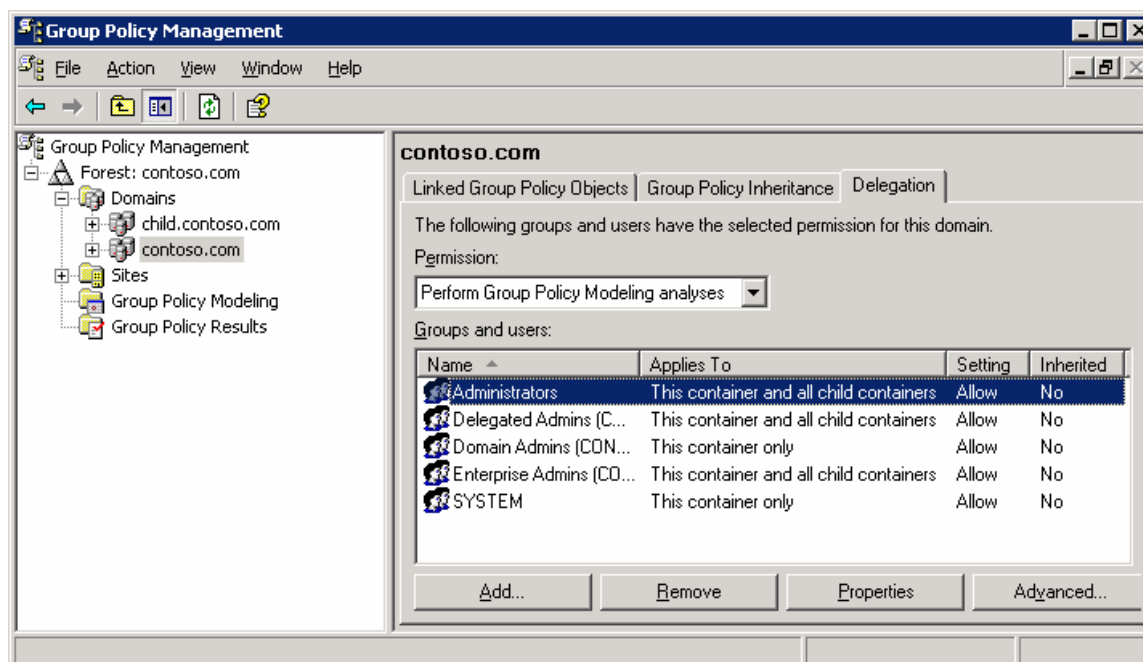 Group Policy Management
File Action View Window Help
Group Policy Management
Forest: contoso.com
Domains
child.contoso.com
contoso.com
Sites
Group Policy Modeling
Group Policy Results
contoso.com
Linked Group Policy Objects Group Policy Inheritance Delegation
The following groups and users have the selected permission for this domain.
Permission:
Perform Group Policy Modeling analyses
Groups and users:
Name Applies To Setting Inherited
Administrators This container and all child containers Allow No
Delegated Admins (C... This container and all child containers Allow No
Domain Admins (CON... This container only Allow No
Enterprise Admins (CO... This container and all child containers Allow No
SYSTEM This container only Allow No
Add... Remove Properties Advanced...